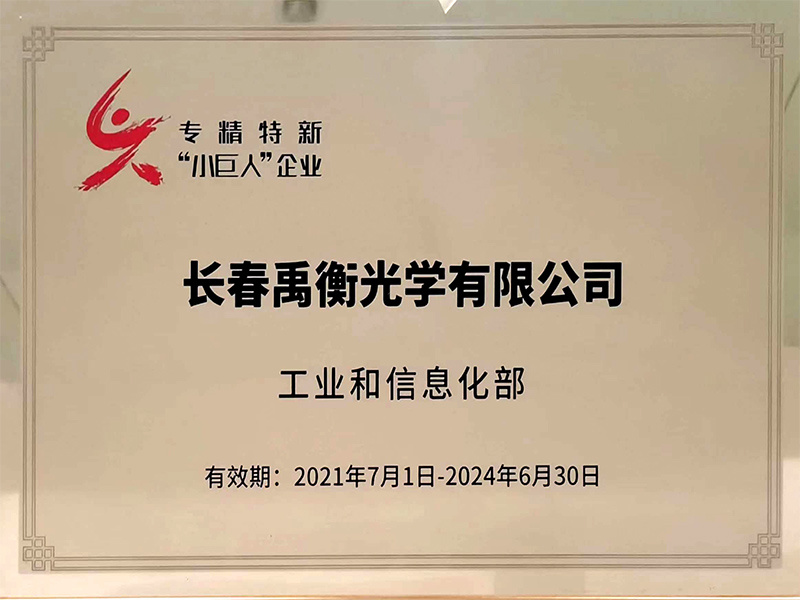 专精特新
“小巨人”企业
长春禹衡光学有限公司
工业和信息化部
有效期：2021年7月1日-2024年6月30日